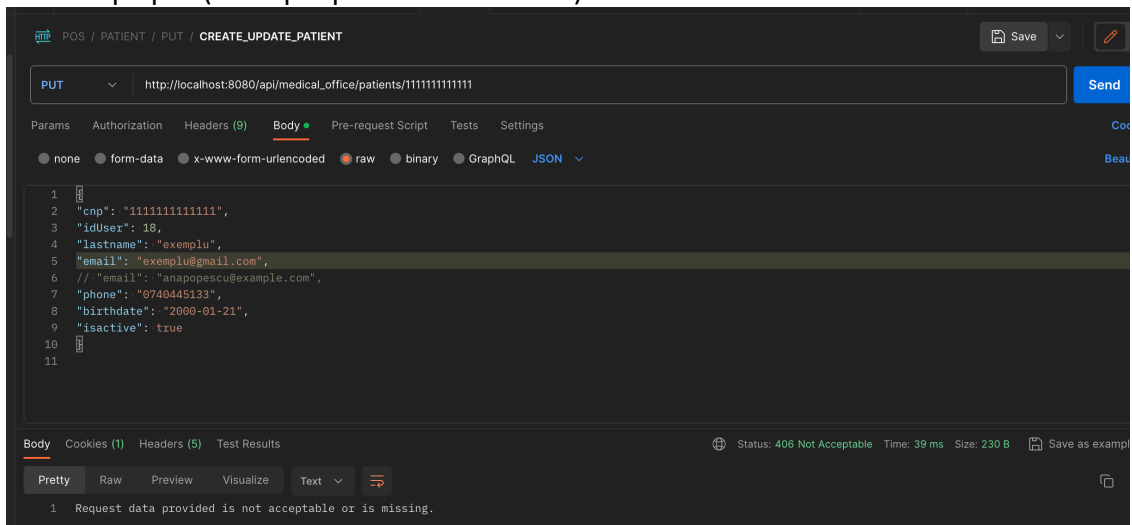 HTTP POS / PATIENT / PUT / CREATE_UPDATE_PATIENT Save
PUT http://localhost:8080/api/medical_office/patients/1111111111111 Send
Params Authorization Headers (9) Body Pre-request Script Tests Settings
none form-data x-www-form-urlencoded raw binary GraphQL JSON
1 {
2 "cnp": "1111111111111",
3 "idUser": 18,
4 "lastname": "exemplu",
5 "email": "exemplu@gmail.com",
6 // "email": "anapopescu@example.com",
7 "phone": "0740445133",
8 "birthdate": "2000-01-21",
9 "isactive": true
10 }
11
Body Cookies (1) Headers (5) Test Results Status: 406 Not Acceptable Time: 39 ms Size: 230 B Save as exampl
Pretty Raw Preview Visualize Text
1 Request data provided is not acceptable or is missing.